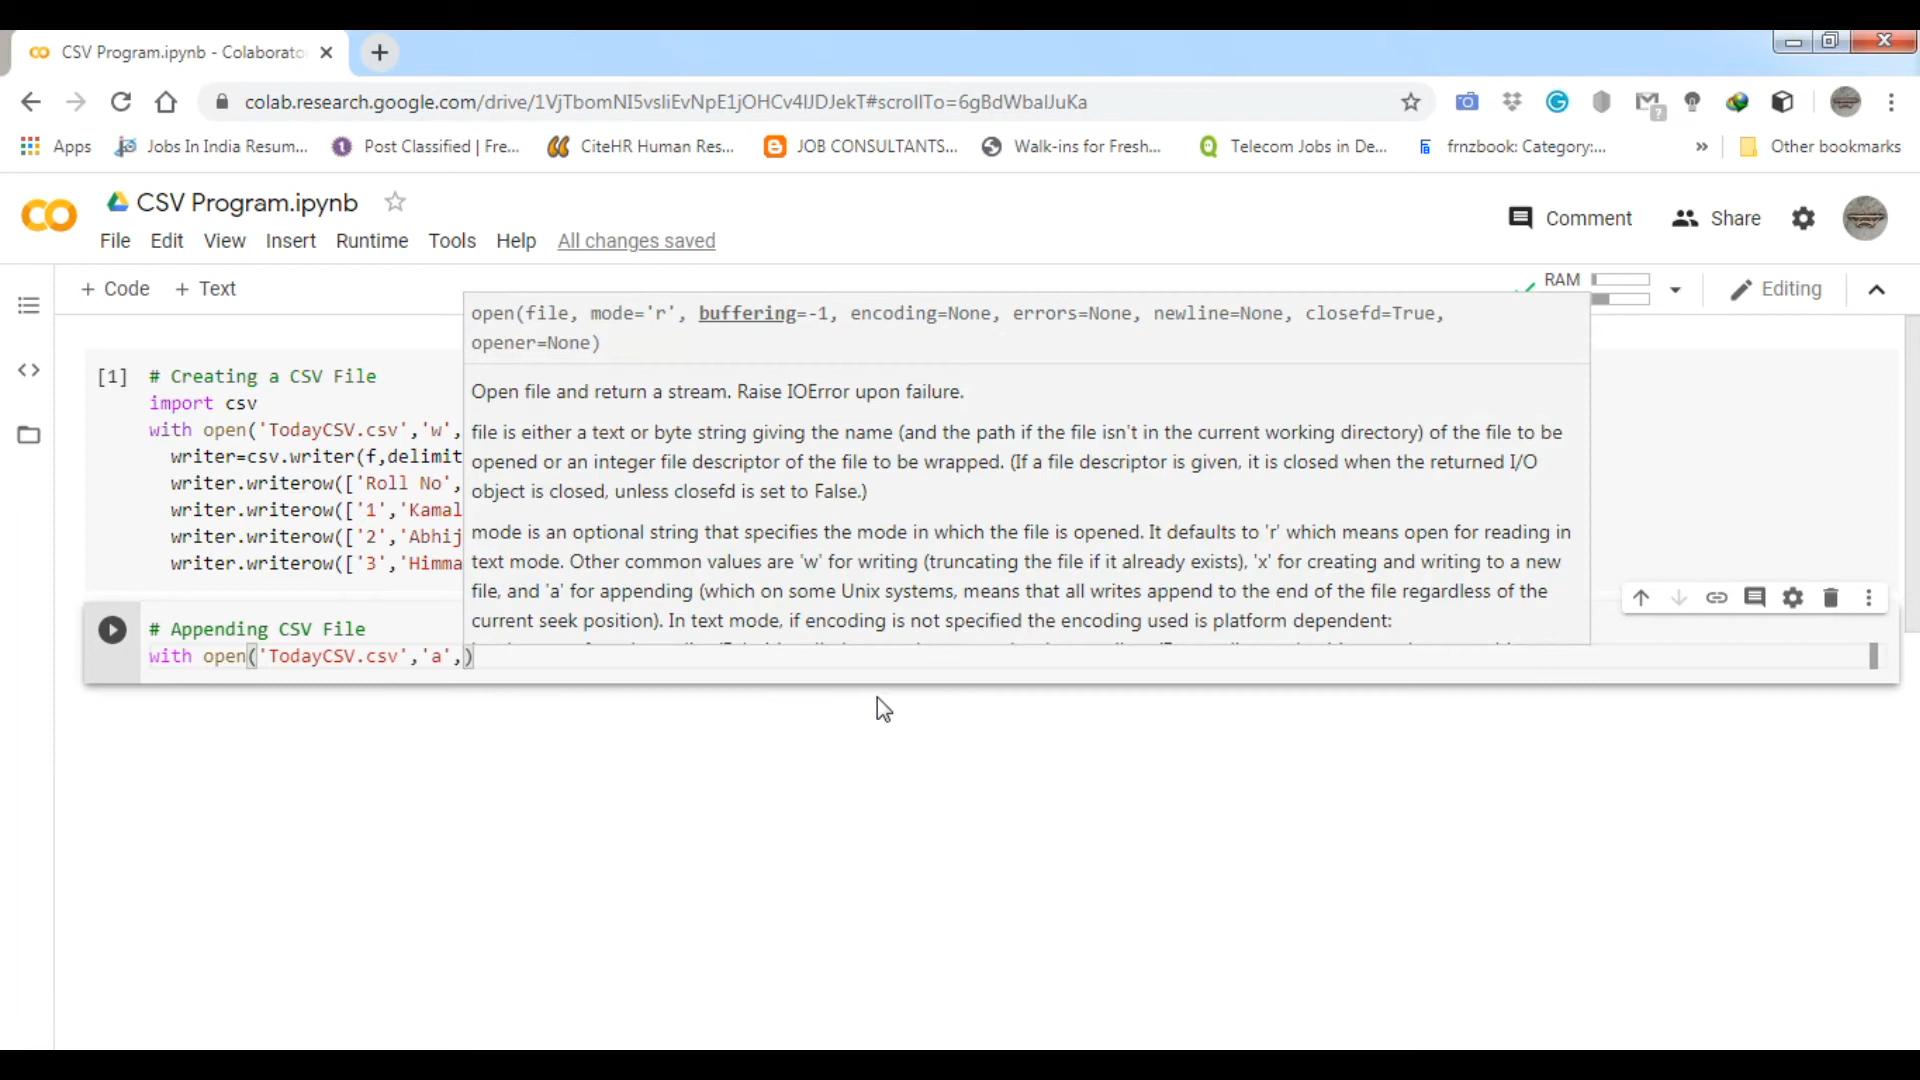 CSV Program.ipynb - Colaborato
colab.research.google.com/drive/1VjTbomNI5vsIiEvNpE1jOHCv4IJDJekT#scrollTo=6gBdWbaIJuKa
Apps Jobs In India Resum... Post Classified | Fre... CiteHR Human Res... JOB CONSULTANTS... Walk-ins for Fresh... Telecom Jobs in De... frnzbook: Category:... » Other bookmarks
CSV Program.ipynb
Comment Share
File Edit View Insert Runtime Tools Help All changes saved
+ Code + Text
RAM
Editing
open(file, mode='r', buffering=-1, encoding=None, errors=None, newline=None, closefd=True,
opener=None)
Open file and return a stream. Raise IOError upon failure.
file is either a text or byte string giving the name (and the path if the file isn't in the current working directory) of the file to be
opened or an integer file descriptor of the file to be wrapped. (If a file descriptor is given, it is closed when the returned I/O
object is closed, unless closefd is set to False.)
mode is an optional string that specifies the mode in which the file is opened. It defaults to 'r' which means open for reading in
text mode. Other common values are 'w' for writing (truncating the file if it already exists), 'x' for creating and writing to a new
file, and 'a' for appending (which on some Unix systems, means that all writes append to the end of the file regardless of the
current seek position). In text mode, if encoding is not specified the encoding used is platform dependent:
[1] # Creating a CSV File
import csv
with open('TodayCSV.csv','w',
writer=csv.writer(f,delimit
writer.writerow(['Roll No',
writer.writerow(['1','Kamal
writer.writerow(['2','Abhij
writer.writerow(['3','Himma
# Appending CSV File
with open('TodayCSV.csv','a',)